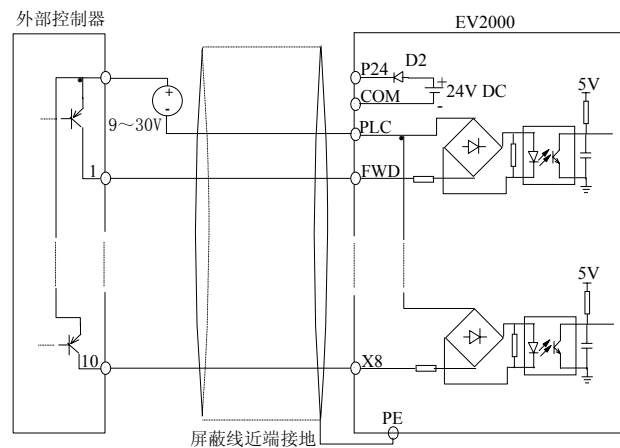 外部控制器
EV2000
P24
D2
+
COM
24V DC
-
5V
+
-
9～30V
PLC
1
FWD
5V
10
X8
PE
屏蔽线近端接地